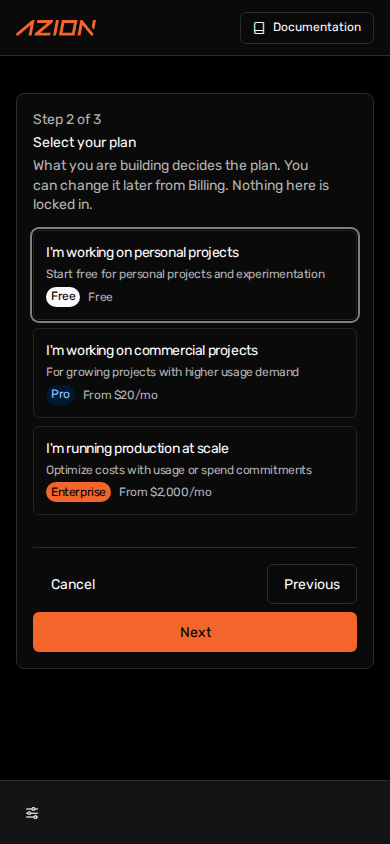 AZION
Documentation
Step 2 of 3
Select your plan
What you are building decides the plan. You
can change it later from Billing. Nothing here is
locked in.
I'm working on personal projects
Start free for personal projects and experimentation
Free Free
I'm working on commercial projects
For growing projects with higher usage demand
Pro From $20/mo
I'm running production at scale
Optimize costs with usage or spend commitments
Enterprise From $2,000/mo
Cancel
Previous
Next